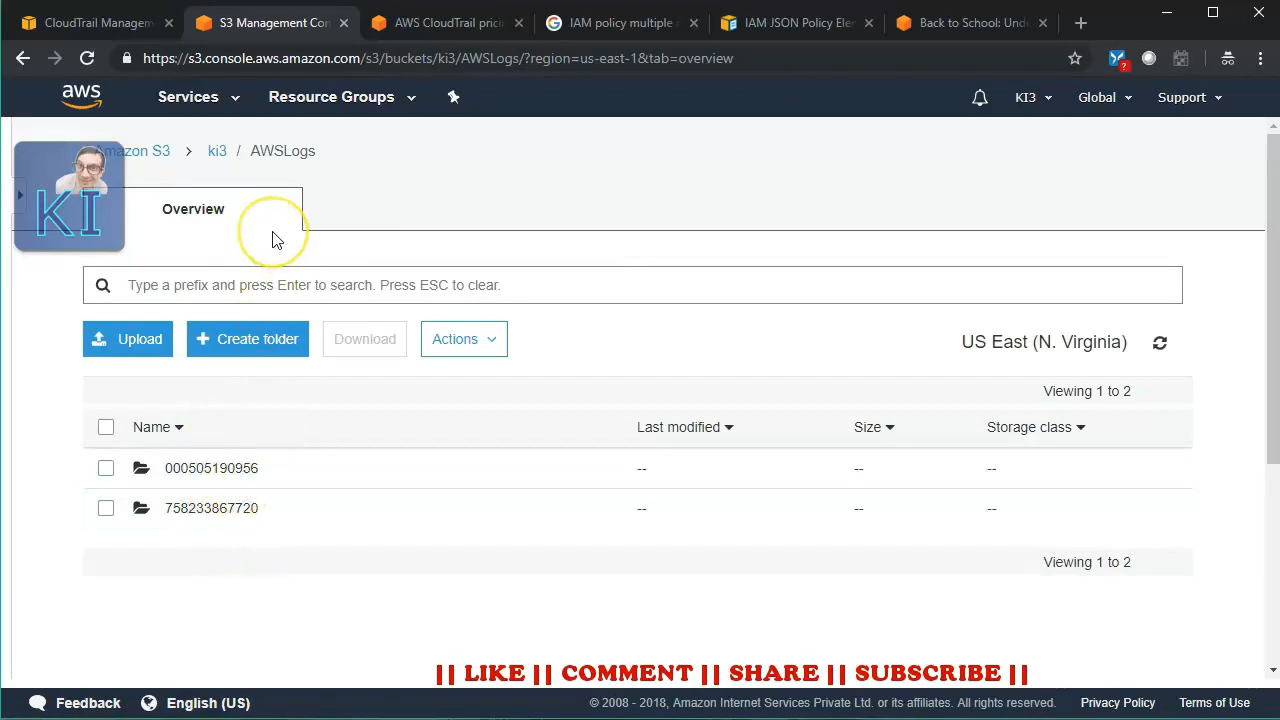 CloudTrail Managem
S3 Management Con
AWS CloudTrail pric
IAM policy multiple
IAM JSON Policy Ele
Back to School: Und
https://s3.console.aws.amazon.com/s3/buckets/ki3/AWSLogs/?region=us-east-1&tab=overview
aws
Services
Resource Groups
KI3
Global
Support
Amazon S3 > ki3 / AWSLogs
KI
Overview
Type a prefix and press Enter to search. Press ESC to clear.
Upload
+ Create folder
Download
Actions
US East (N. Virginia)
Viewing 1 to 2
Name
Last modified
Size
Storage class
000505190956 -- -- --
758233867720 -- -- --
Viewing 1 to 2
|| LIKE || COMMENT || SHARE || SUBSCRIBE ||
Feedback
English (US)
© 2008 - 2018, Amazon Internet Services Private Ltd. or its affiliates. All rights reserved.
Privacy Policy
Terms of Use